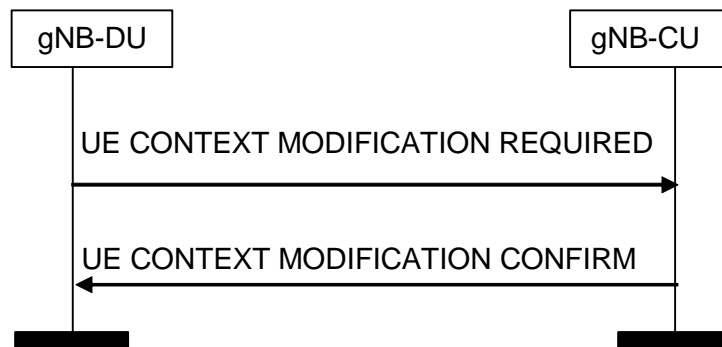 gNB-DU
gNB-CU
UE CONTEXT MODIFICATION REQUIRED
UE CONTEXT MODIFICATION CONFIRM